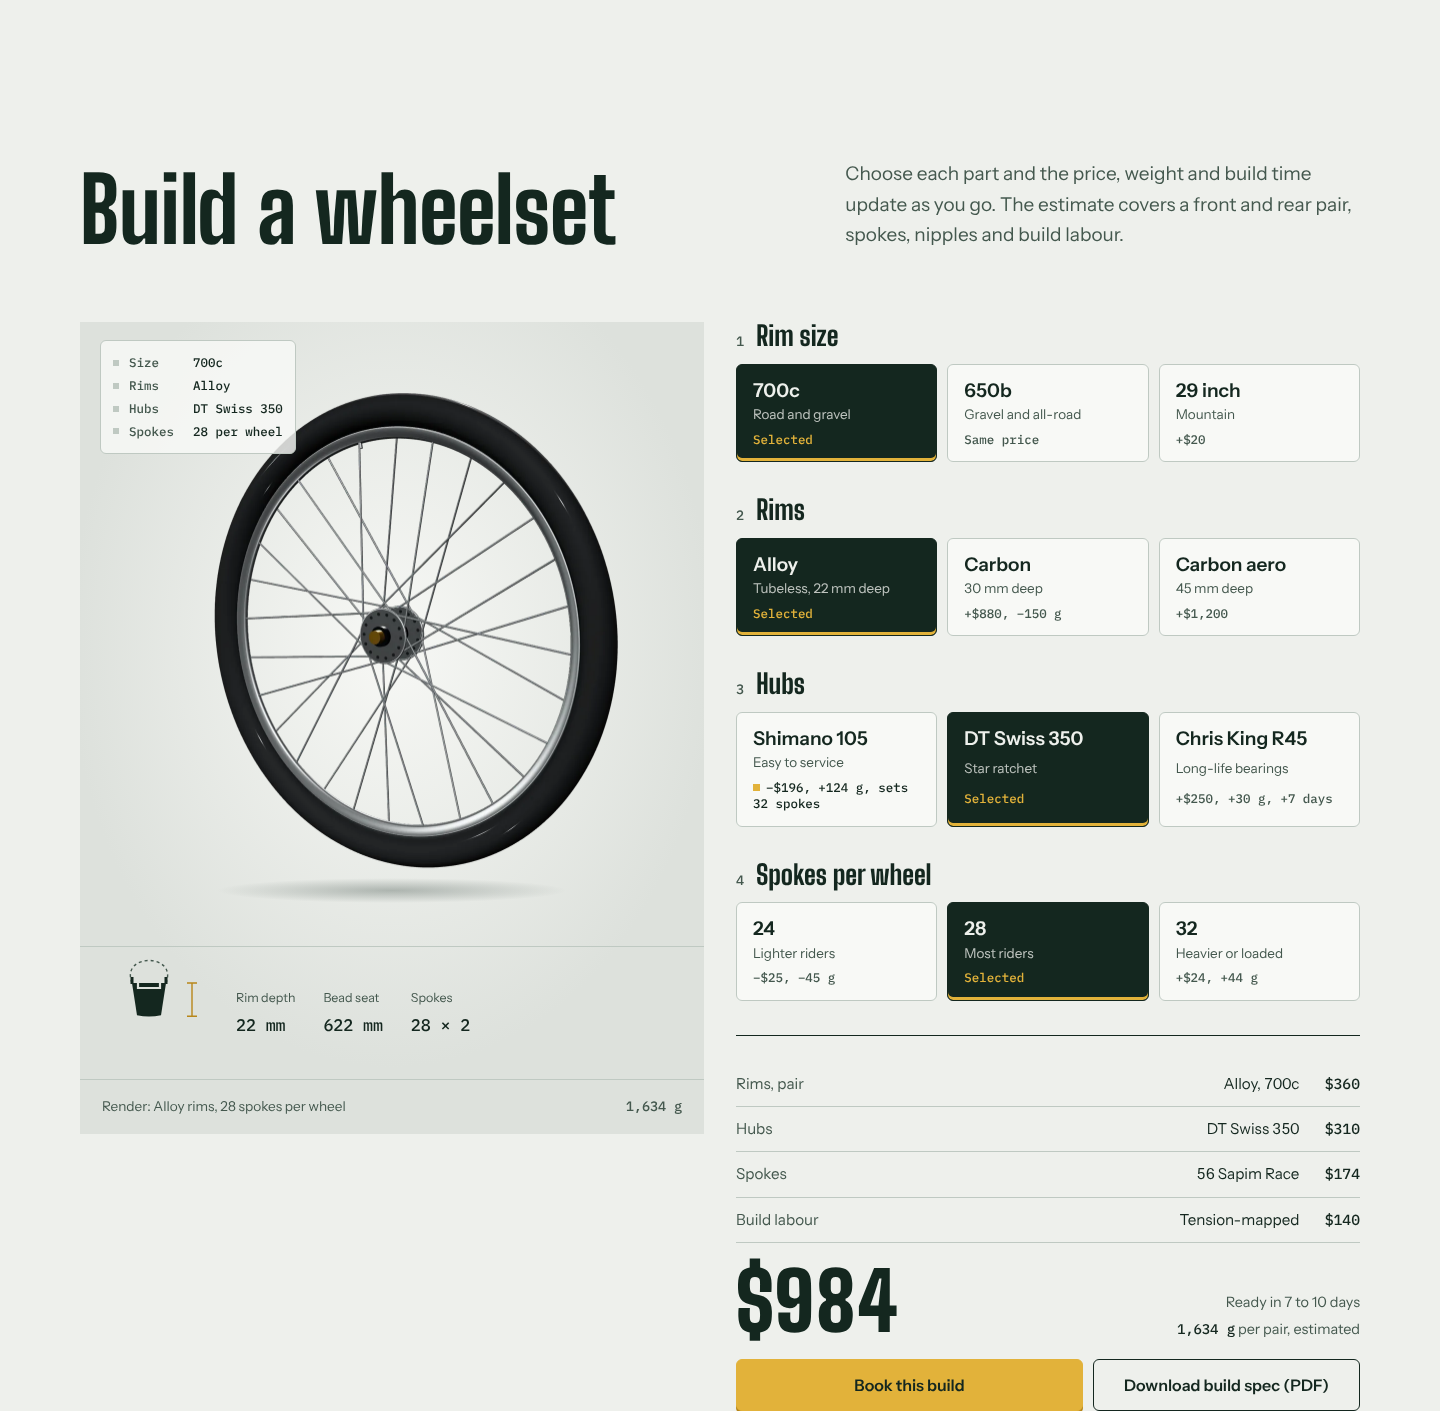 Build a wheelset
Choose each part and the price, weight and build time
update as you go. The estimate covers a front and rear pair,
spokes, nipples and build labour.
Size 700c
Rims Alloy
Hubs DT Swiss 350
Spokes 28 per wheel
Rim depth Bead seat Spokes
22 mm 622 mm 28 × 2
Render: Alloy rims, 28 spokes per wheel 1,634 g
1 Rim size
700c
Road and gravel
Selected
650b
Gravel and all-road
Same price
29 inch
Mountain
+$20
2 Rims
Alloy
Tubeless, 22 mm deep
Selected
Carbon
30 mm deep
+$880, −150 g
Carbon aero
45 mm deep
+$1,200
3 Hubs
Shimano 105
Easy to service
−$196, +124 g, sets
32 spokes
DT Swiss 350
Star ratchet
Selected
Chris King R45
Long-life bearings
+$250, +30 g, +7 days
4 Spokes per wheel
24
Lighter riders
−$25, −45 g
28
Most riders
Selected
32
Heavier or loaded
+$24, +44 g
Rims, pair Alloy, 700c $360
Hubs DT Swiss 350 $310
Spokes 56 Sapim Race $174
Build labour Tension-mapped $140
$984
Ready in 7 to 10 days
1,634 g per pair, estimated
Book this build
Download build spec (PDF)